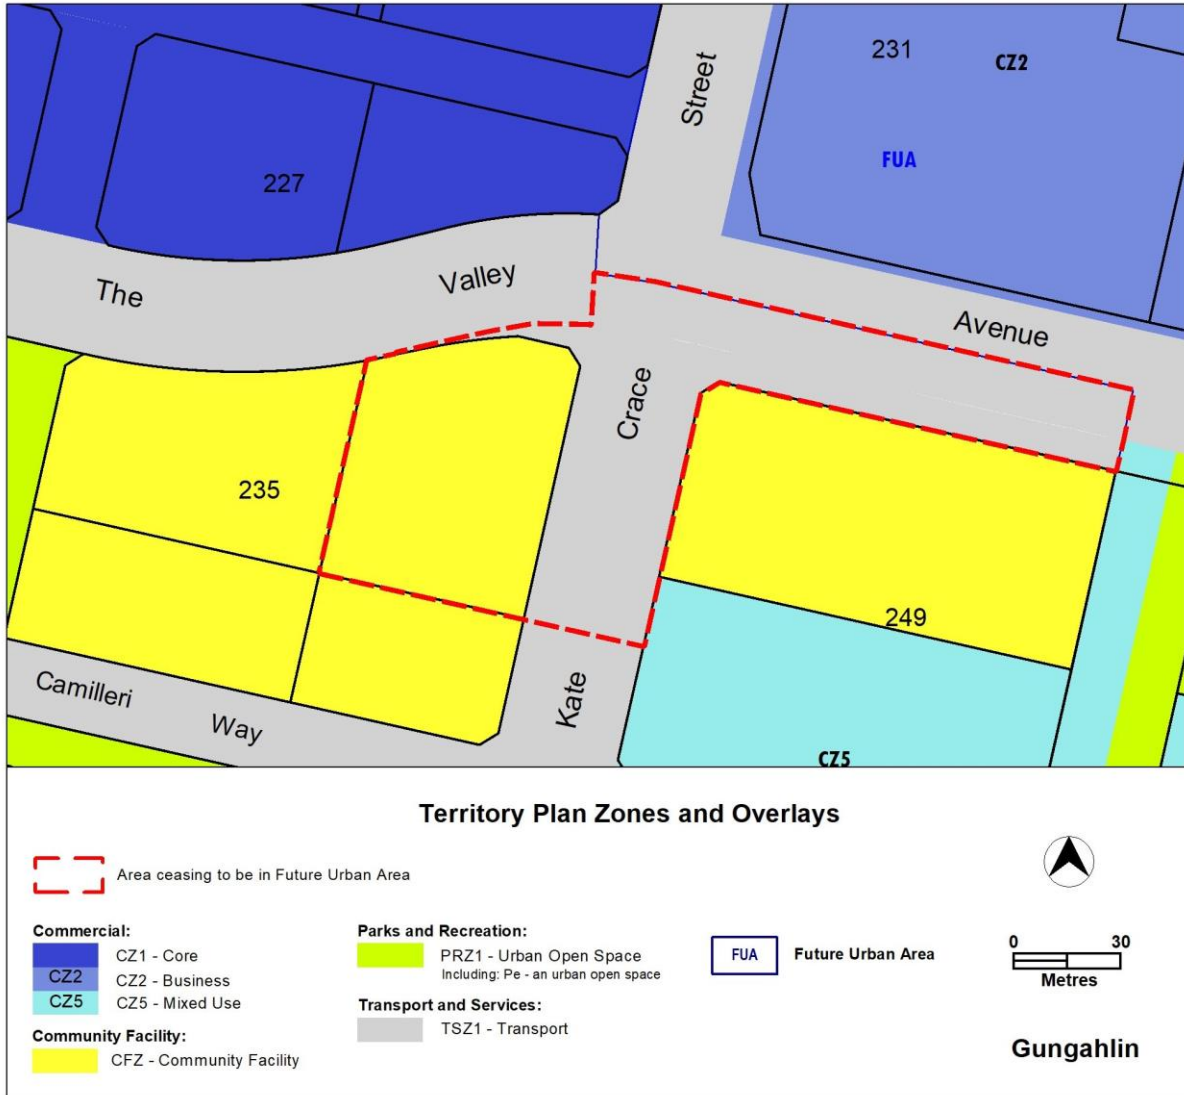 231
CZ2
Street
FUA
227
The
Valley
Avenue
Crace
235
249
Camilleri
Way
Kate
CZ5
Territory Plan Zones and Overlays
Area ceasing to be in Future Urban Area
Commercial:
CZ1 - Core
CZ2 CZ2 - Business
CZ5 CZ5 - Mixed Use
Community Facility:
CFZ - Community Facility
Parks and Recreation:
PRZ1 - Urban Open Space
Including: Pe - an urban open space
Transport and Services:
TSZ1 - Transport
FUA Future Urban Area
0 30
Metres
Gungahlin